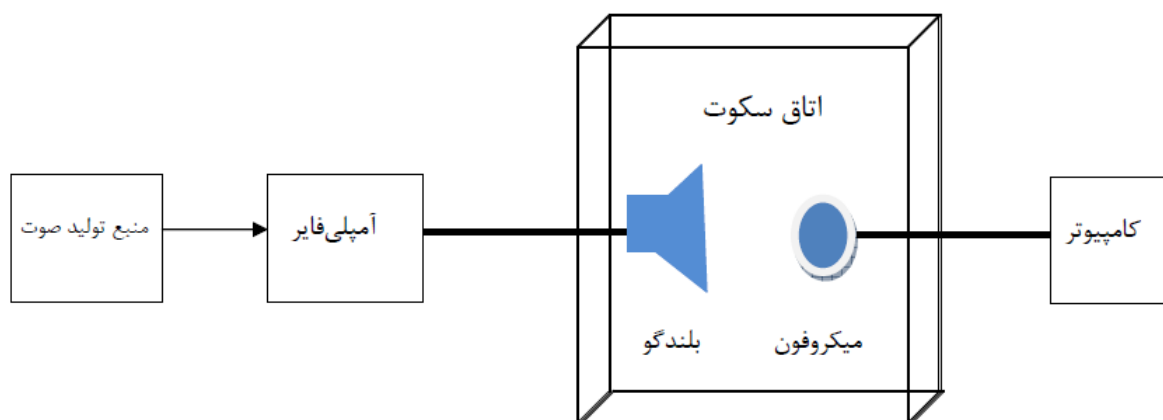 اتاق سکوت
منبع تولید صوت
آمپلی‌فایر
کامپیوتر
بلندگو
میکروفون